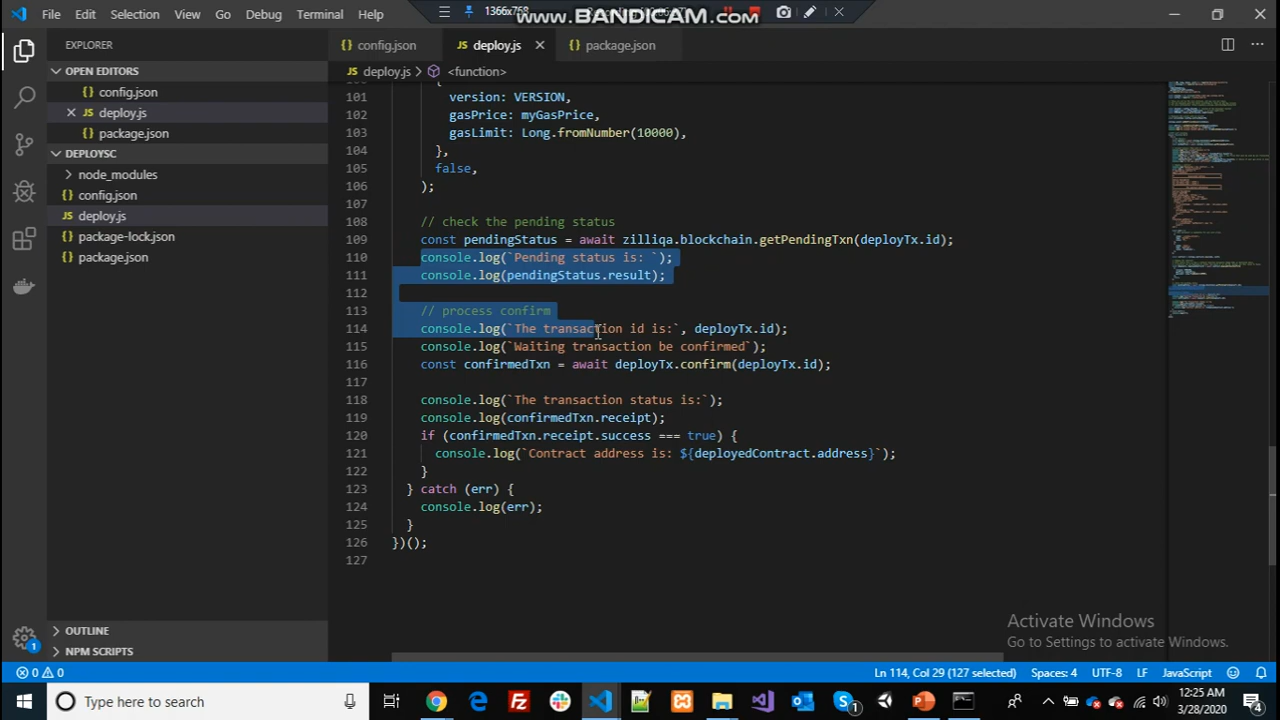 File Edit Selection View Go Debug Terminal Help
1366x768
www.BANDICAM.com
EXPLORER
OPEN EDITORS
{} config.json
JS deploy.js
{} package.json
DEPLOYSC
node_modules
{} config.json
JS deploy.js
{} package-lock.json
{} package.json
OUTLINE
NPM SCRIPTS
{} config.json JS deploy.js {} package.json
JS deploy.js > <function>
101 version: VERSION,
102 gasPrice: myGasPrice,
103 gasLimit: Long.fromNumber(10000),
104 },
105 false,
106 );
107
108 // check the pending status
109 const pendingStatus = await zilliqa.blockchain.getPendingTxn(deployTx.id);
110 console.log(`Pending status is: `);
111 console.log(pendingStatus.result);
112
113 // process confirm
114 console.log(`The transaction id is:`, deployTx.id);
115 console.log(`Waiting transaction be confirmed`);
116 const confirmedTxn = await deployTx.confirm(deployTx.id);
117
118 console.log(`The transaction status is:`);
119 console.log(confirmedTxn.receipt);
120 if (confirmedTxn.receipt.success === true) {
121 console.log(`Contract address is: ${deployedContract.address}`);
122 }
123 } catch (err) {
124 console.log(err);
125 }
126 })();
127
Activate Windows
Go to Settings to activate Windows.
1
0 0
Ln 114, Col 29 (127 selected) Spaces: 4 UTF-8 LF JavaScript
Type here to search
12:25 AM
3/28/2020
4